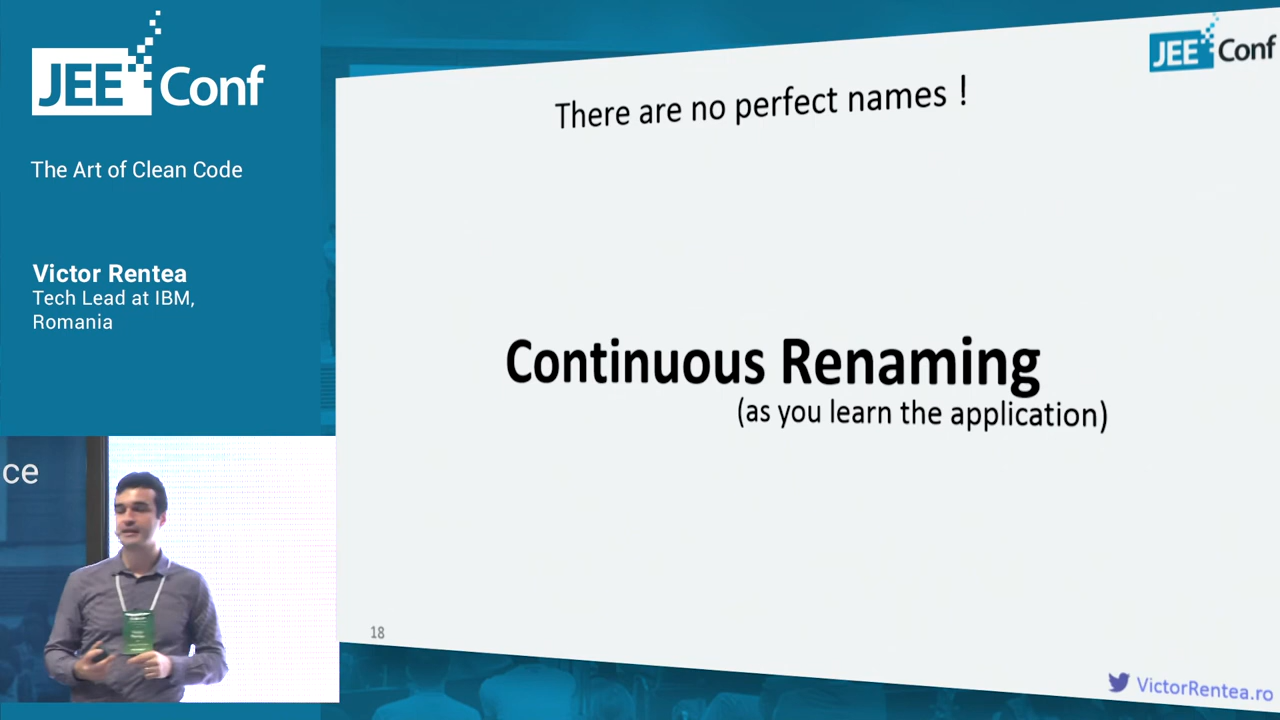 JEE Conf
The Art of Clean Code
Victor Rentea
Tech Lead at IBM,
Romania
ce
JEE Conf
There are no perfect names !
Continuous Renaming
(as you learn the application)
18
VictorRentea.ro